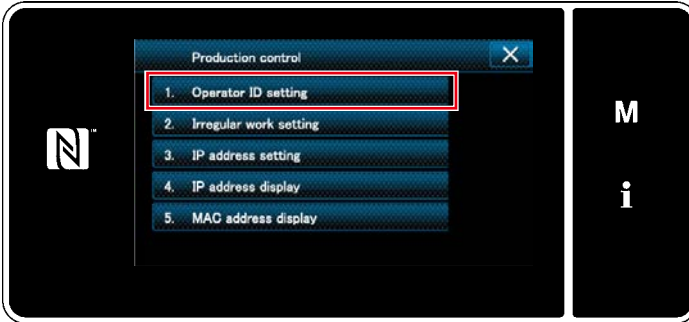 Production control
1. Operator ID setting
2. Irregular work setting
3. IP address setting
4. IP address display
5. MAC address display
N
M
i